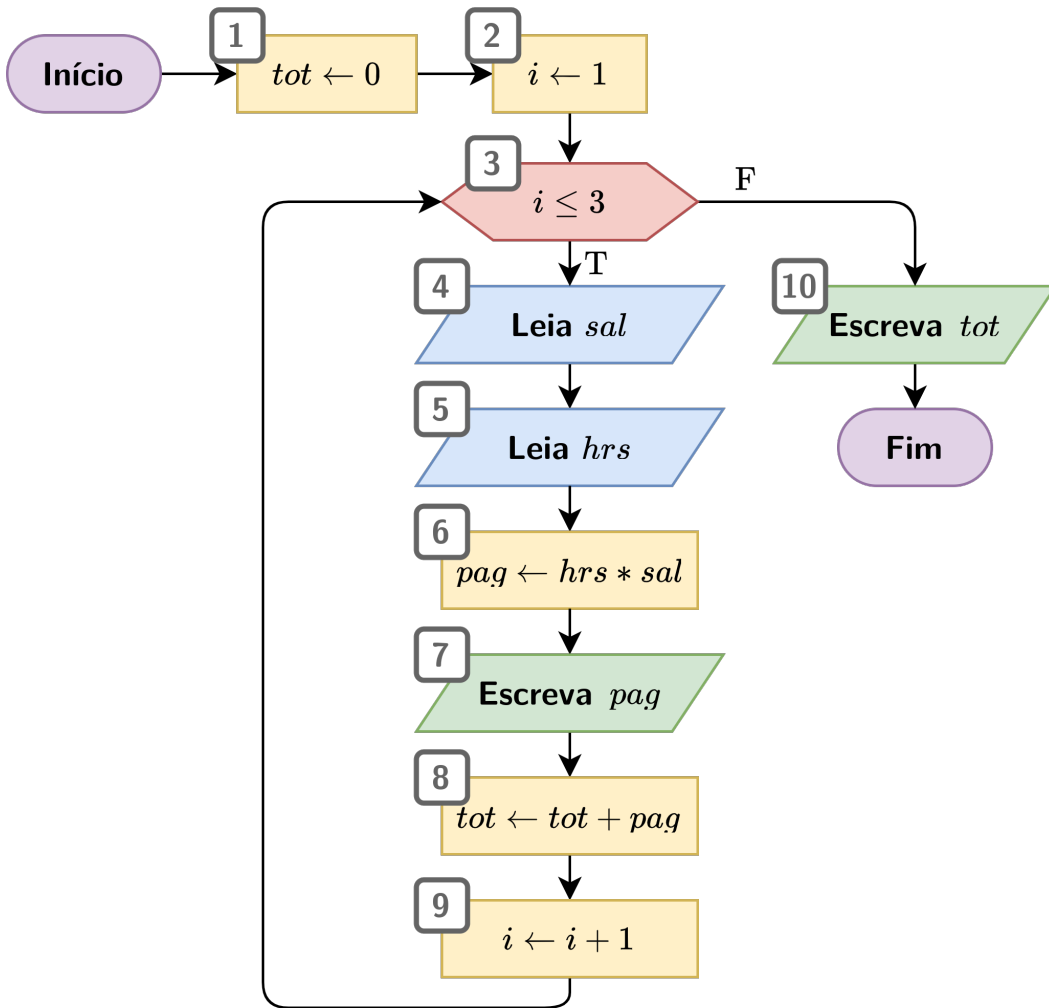 Início
1
tot ← 0
2
i ← 1
3
i ≤ 3
F
T
4
Leia sal
10
Escreva tot
5
Leia hrs
Fim
6
pag ← hrs ∗ sal
7
Escreva pag
8
tot ← tot + pag
9
i ← i + 1